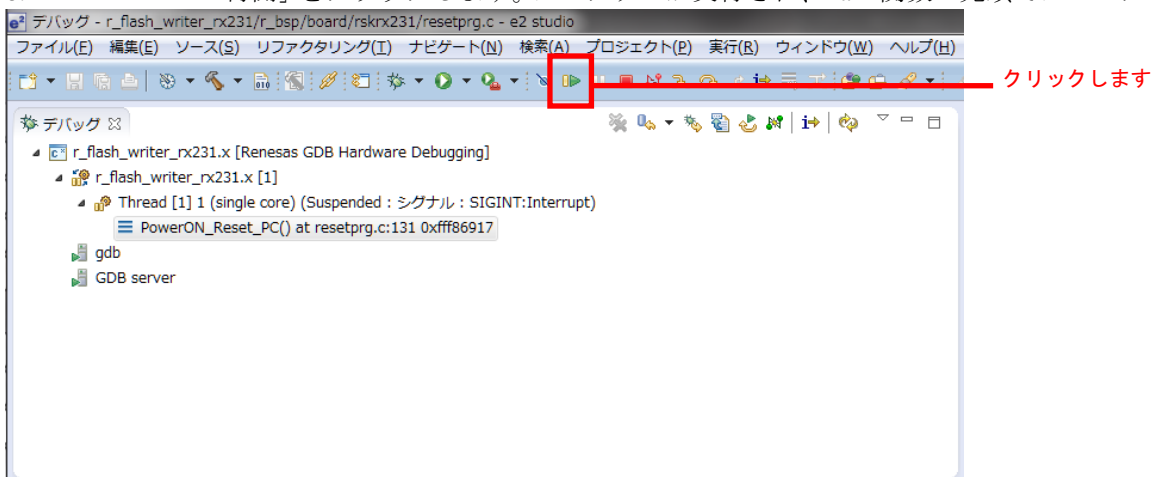 デバッグ - r_flash_writer_rx231/r_bsp/board/rskrx231/resetprg.c - e2 studio
ファイル(F) 編集(E) ソース(S) リファクタリング(T) ナビゲート(N) 検索(A) プロジェクト(P) 実行(R) ウィンドウ(W) ヘルプ(H)
クリックします
デバッグ
r_flash_writer_rx231.x [Renesas GDB Hardware Debugging]
r_flash_writer_rx231.x [1]
Thread [1] 1 (single core) (Suspended : シグナル : SIGINT:Interrupt)
PowerON_Reset_PC() at resetprg.c:131 0xfff86917
gdb
GDB server